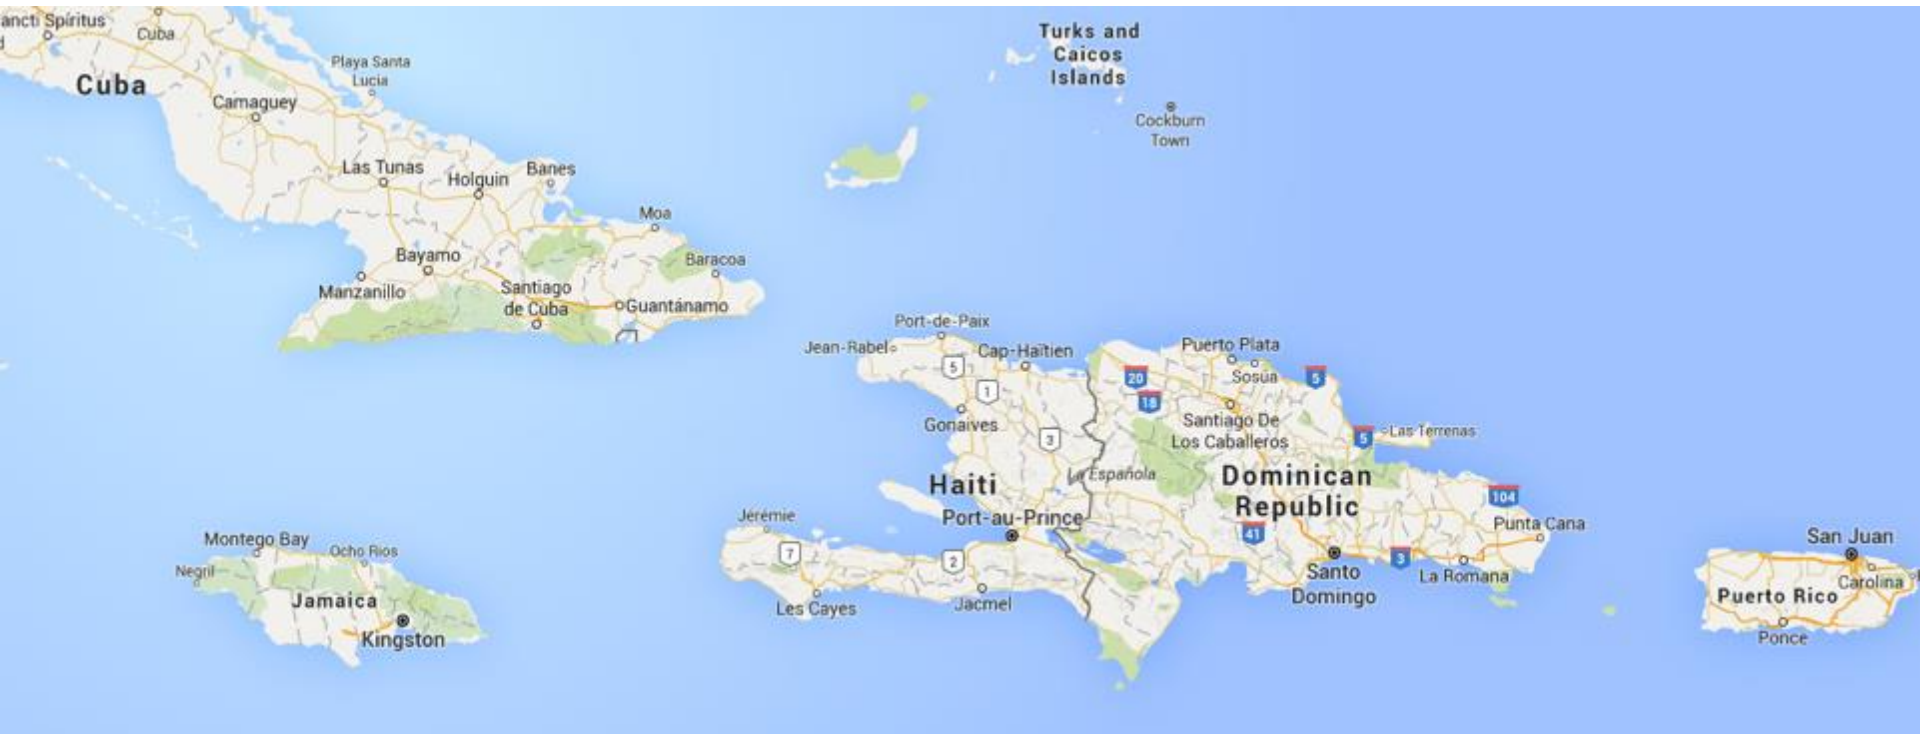 ancti Spíritus
Cuba
Cuba
Playa Santa
Lucia
Camaguey
Las Tunas
Holguin
Banes
Moa
Bayamo
Baracoa
Manzanillo
Santiago
de Cuba
Guantánamo
Turks and
Caicos
Islands
Cockburn
Town
Port-de-Paix
Jean-Rabel
Cap-Haïtien
5
1
Gonaives
3
Haiti
Port-au-Prince
Jérémie
7
2
Les Cayes
Jacmel
La Española
Puerto Plata
Sosúa
20
18
5
Santiago De
Los Caballeros
5
Las Terrenas
Dominican
Republic
104
41
Punta Cana
3
Santo
Domingo
La Romana
Montego Bay
Ocho Rios
Negril
Jamaica
Kingston
San Juan
Carolina
Puerto Rico
Ponce